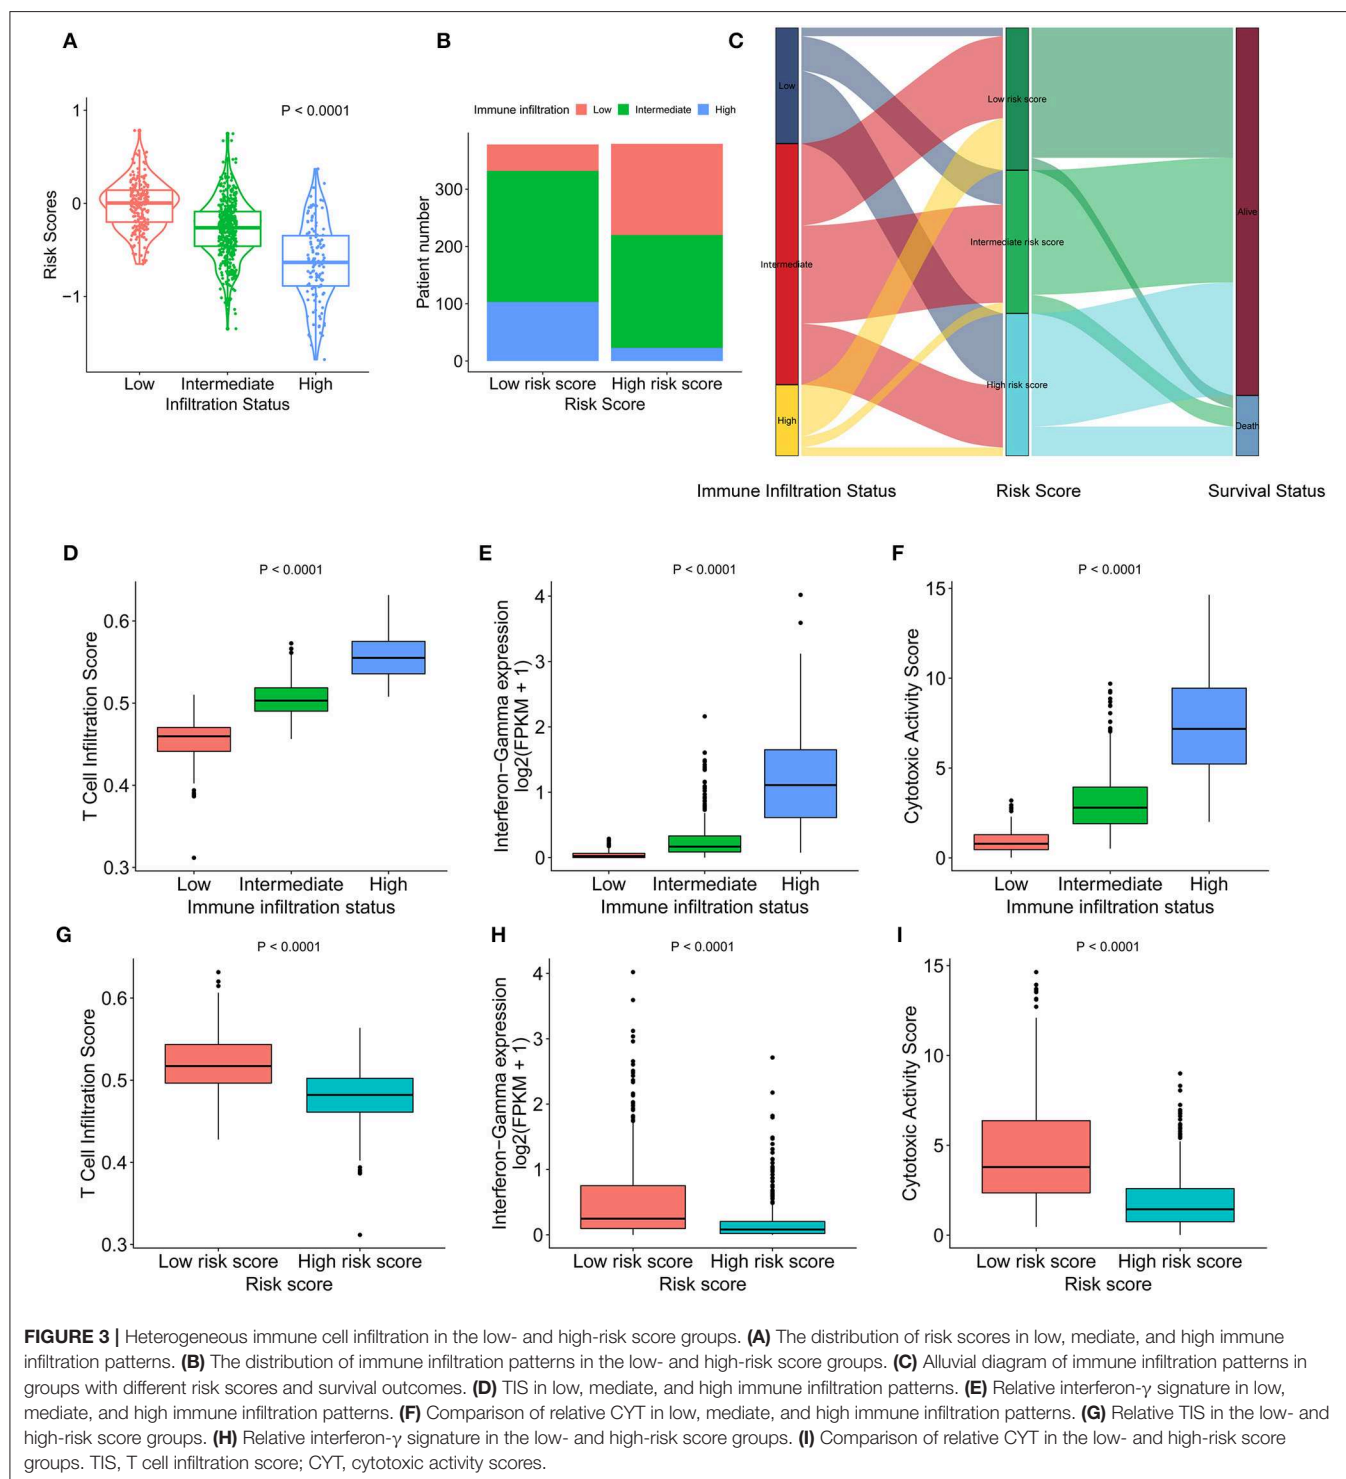 A
B
C
P < 0.0001
Risk Scores
1
0
−1
Low
Intermediate
High
Infiltration Status
Immune infiltration
Low
Intermediate
High
Patient number
300
200
100
0
Low risk score
High risk score
Risk Score
Low
Intermediate
High
Low risk score
Intermediate risk score
High risk score
Alive
Death
Immune Infiltration Status
Risk Score
Survival Status
D
P < 0.0001
T Cell Infiltration Score
0.6
0.5
0.4
0.3
Low
Intermediate
High
Immune infiltration status
E
P < 0.0001
Interferon−Gamma expression
log2(FPKM + 1)
4
3
2
1
0
Low
Intermediate
High
Immune infiltration status
F
P < 0.0001
Cytotoxic Activity Score
15
10
5
0
Low
Intermediate
High
Immune infiltration status
G
P < 0.0001
T Cell Infiltration Score
0.6
0.5
0.4
0.3
Low risk score
High risk score
Risk score
H
P < 0.0001
Interferon−Gamma expression
log2(FPKM + 1)
4
3
2
1
0
Low risk score
High risk score
Risk score
I
P < 0.0001
Cytotoxic Activity Score
15
10
5
0
Low risk score
High risk score
Risk score
FIGURE 3 | Heterogeneous immune cell infiltration in the low- and high-risk score groups. (A) The distribution of risk scores in low, mediate, and high immune
infiltration patterns. (B) The distribution of immune infiltration patterns in the low- and high-risk score groups. (C) Alluvial diagram of immune infiltration patterns in
groups with different risk scores and survival outcomes. (D) TIS in low, mediate, and high immune infiltration patterns. (E) Relative interferon-γ signature in low,
mediate, and high immune infiltration patterns. (F) Comparison of relative CYT in low, mediate, and high immune infiltration patterns. (G) Relative TIS in the low- and
high-risk score groups. (H) Relative interferon-γ signature in the low- and high-risk score groups. (I) Comparison of relative CYT in the low- and high-risk score
groups. TIS, T cell infiltration score; CYT, cytotoxic activity scores.